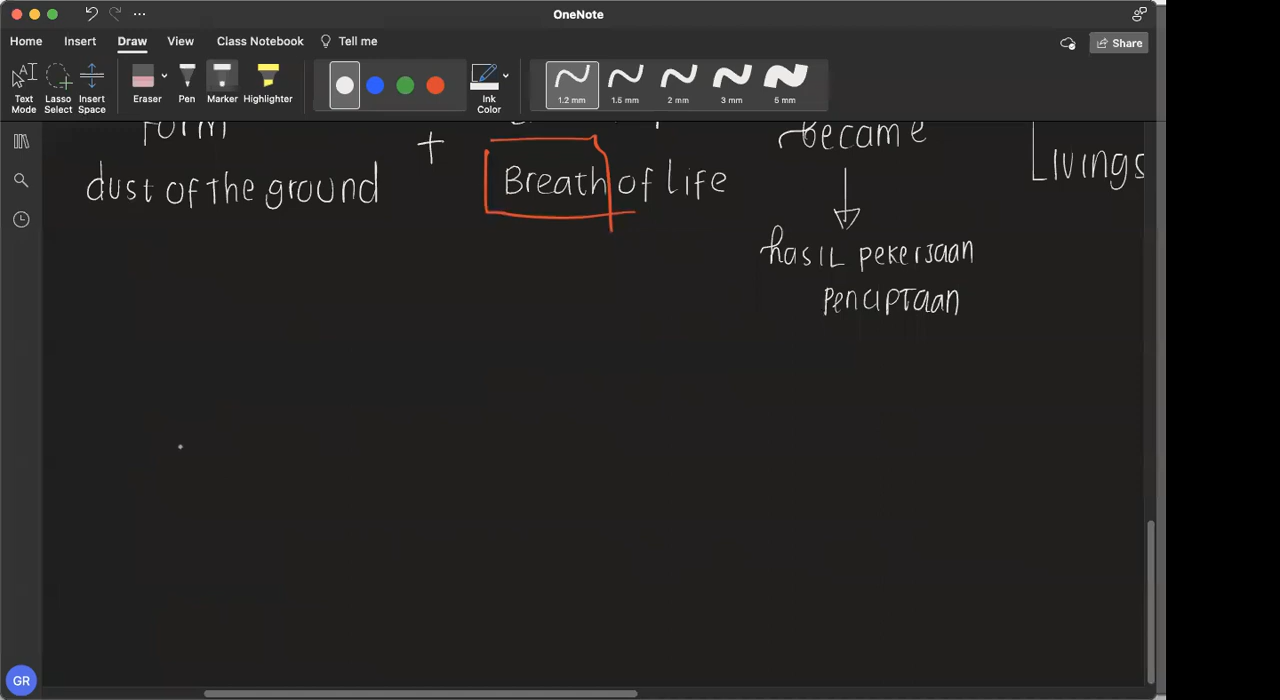 OneNote
Home Insert Draw View Class Notebook Tell me
Share
Text Mode
Lasso Select
Insert Space
Eraser
Pen
Marker
Highlighter
Ink Color
1.2 mm
1.5 mm
2 mm
3 mm
5 mm
form
+
became
dust of the ground
Breath of life
Livings
hasil pekerjaan
penciptaan
GR